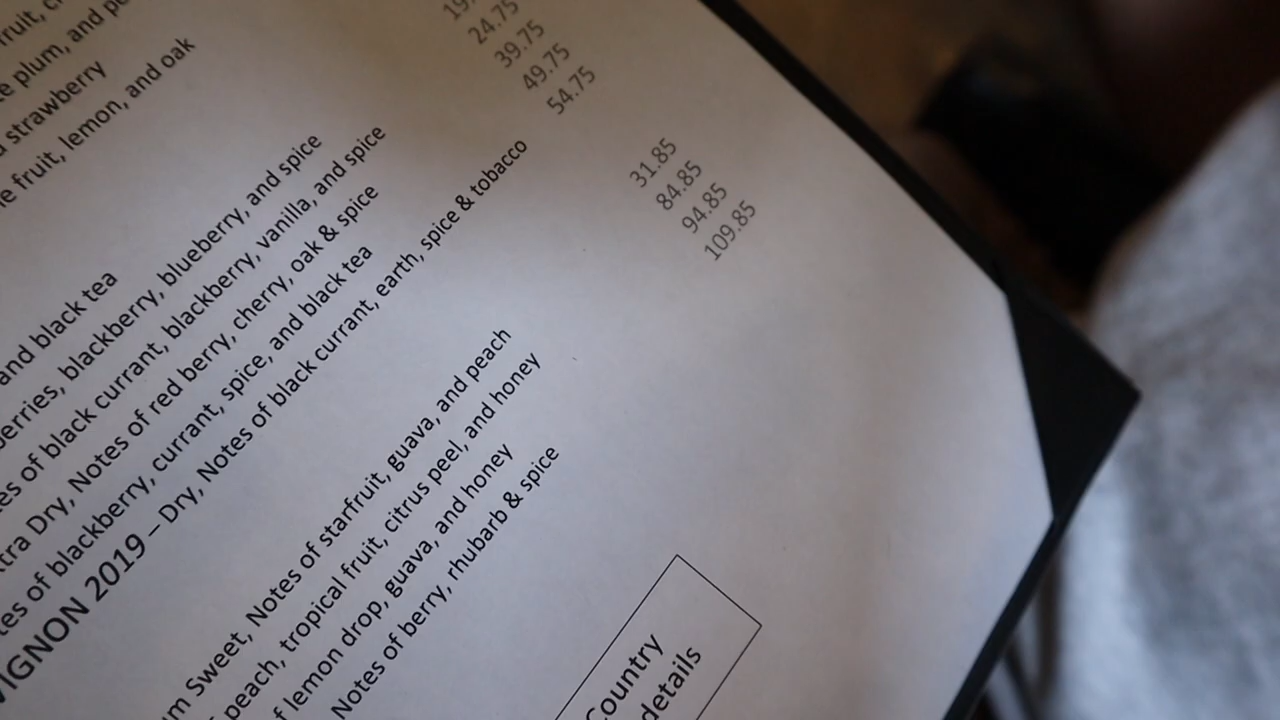 fruit,
plum, and
strawberry
fruit, lemon, and oak
and black tea
berries, blackberry, blueberry, and spice 19.
es of black currant, blackberry, vanilla, and spice 24.75
tra Dry, Notes of red berry, cherry, oak & spice 39.75
tes of blackberry, currant, spice, and black tea 49.75
VIGNON 2019 – Dry, Notes of black currant, earth, spice & tobacco 54.75
m Sweet, Notes of starfruit, guava, and peach 31.85
f peach, tropical fruit, citrus peel, and honey 84.85
f lemon drop, guava, and honey 94.85
Notes of berry, rhubarb & spice 109.85
Country
details